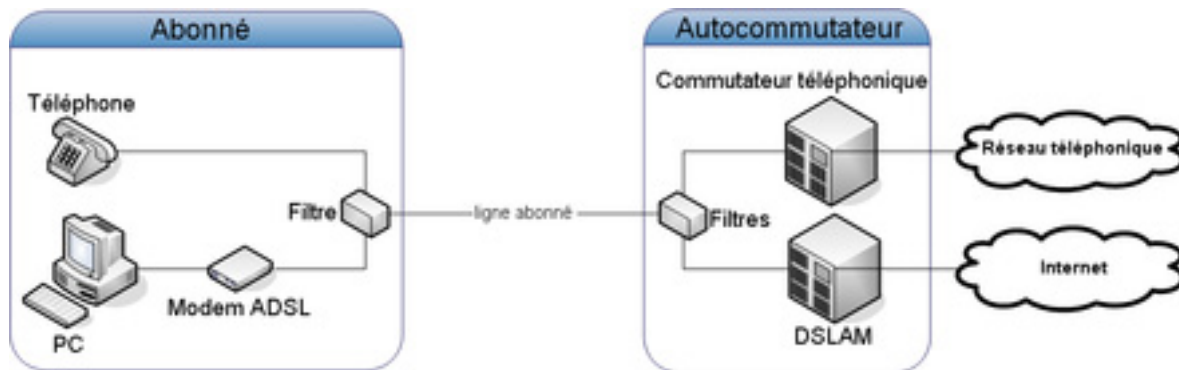 Abonné
Téléphone
Filtre
Modem ADSL
PC
ligne abonné
Autocommutateur
Commutateur téléphonique
Filtres
DSLAM
Réseau téléphonique
Internet